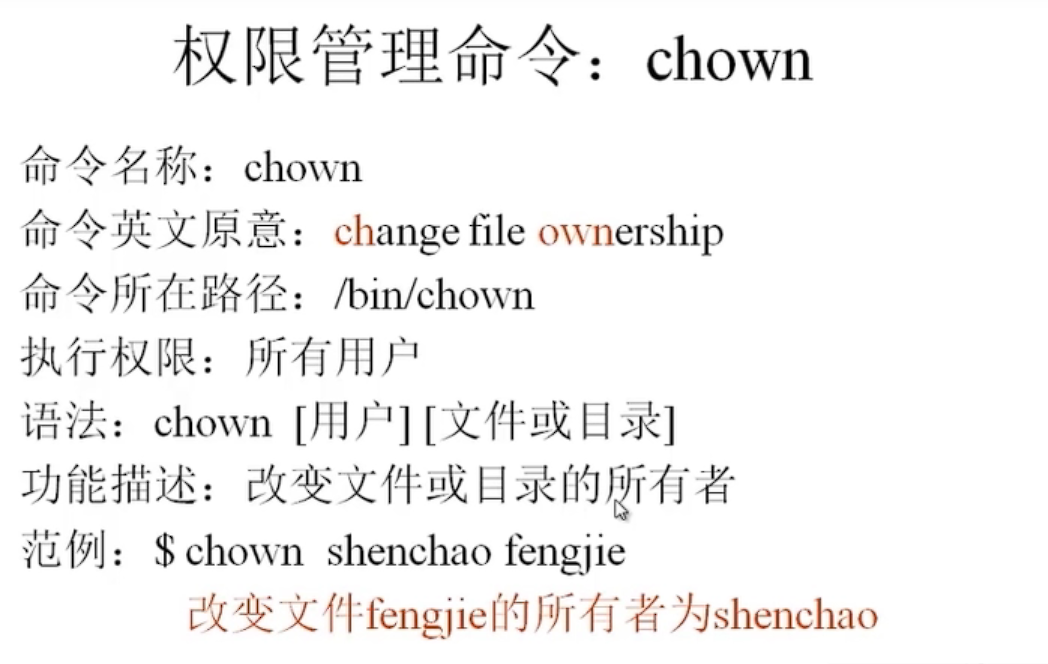 权限管理命令：chown
命令名称：chown
命令英文原意：change file ownership
命令所在路径：/bin/chown
执行权限：所有用户
语法：chown [用户] [文件或目录]
功能描述：改变文件或目录的所有者
范例：$ chown shenchao fengjie
改变文件fengjie的所有者为shenchao